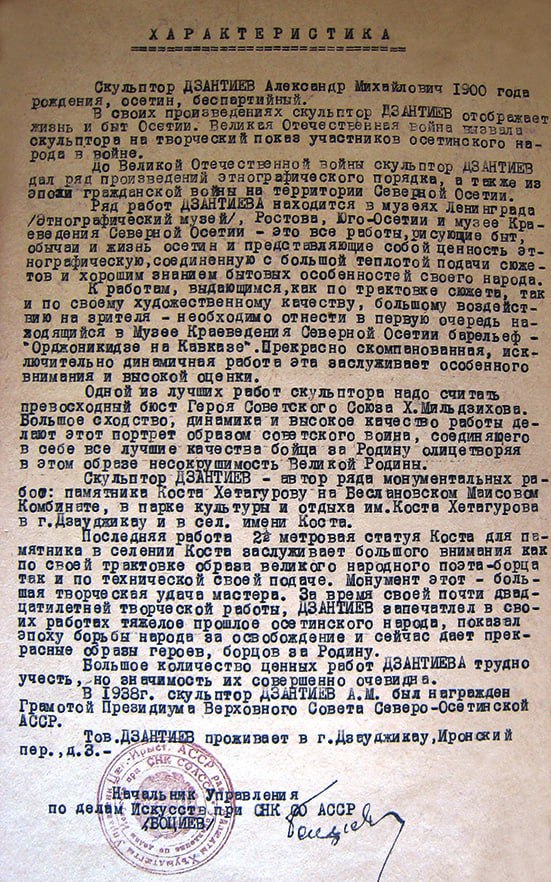 ХАРАКТЕРИСТИКА
Скульптор ДЗАНТИЕВ Александр Михайлович 1900 года
рождения, осетин, беспартийный.
В своих произведениях скульптор ДЗАНТИЕВ отображает
жизнь и быт Осетии. Великая Отечественная война вызвала
скульптора на творческий показ участников осетинского на-
рода в войне.
До Великой Отечественной войны скульптор ДЗАНТИЕВ
дал ряд произведений этнографического порядка, а также из
эпохи гражданской войны на территории Северной Осетии.
Ряд работ ДЗАНТИЕВА находится в музеях Ленинграда
/Этнографический музей/, Ростова, Юго-Осетии и музее Кра-
еведения Северной Осетии - это все работы, рисующие быт,
обычаи и жизнь осетин и представляющие собой ценность эт-
нографическую, соединенную с большой теплотой подачи сюже-
тов и хорошим знанием бытовых особенностей своего народа.
К работам, выдающимся, как по трактовке сюжета, так
и по своему художественному качеству, большому воздейст-
вию на зрителя - необходимо отнести в первую очередь на-
ходящийся в Музее Краеведения Северной Осетии барельеф -
"Орджоникидзе на Кавказе". Прекрасно скомпанованная, иск-
лючительно динамичная работа эта заслуживает особенного
внимания и высокой оценки.
Одной из лучших работ скульптора надо считать
превосходный бюст Героя Советского Союза Х.Мильдзихова.
Большое сходство, динамика и высокое качество работы де-
лают этот портрет образом советского воина, соединяющего
в себе все лучшие качества бойца за Родину олицетворяя
в этом образе несокрушимость Великой Родины.
Скульптор ДЗАНТИЕВ - автор ряда монументальных ра-
бот: памятника Коста Хетагурову на Беслановском Маисовом
Комбинате, в парке культуры и отдыха им.Коста Хетагурова
в г.Дзауджикау и в сел. имени Коста.
Последняя работа 2½ метровая статуя Коста для па-
мятника в селении Коста заслуживает большого внимания как
по своей трактовке образа великого народного поэта-борца
так и по технической своей подаче. Монумент этот - боль-
шая творческая удача мастера. За время своей почти двад-
цатилетней творческой работы, ДЗАНТИЕВ запечатлел в сво-
их работах тяжелое прошлое осетинского народа, показал
эпоху борьбы народа за освобождение и сейчас дает прек-
расные образы героев, борцов за Родину.
Большое количество ценных работ ДЗАНТИЕВА трудно
учесть, но значимость их совершенно очевидна.
В 1938г. скульптор ДЗАНТИЕВ А.М. был награжден
Грамотой Президиума Верховного Совета Северо-Осетинской
АССР.
Тов.ДЗАНТИЕВ проживает в г.Дзауджикау, Иронский
пер., д.3.-
Начальник Управления
по делам Искусств при СНК СО АССР
/БОЦИЕВ/
Боциев